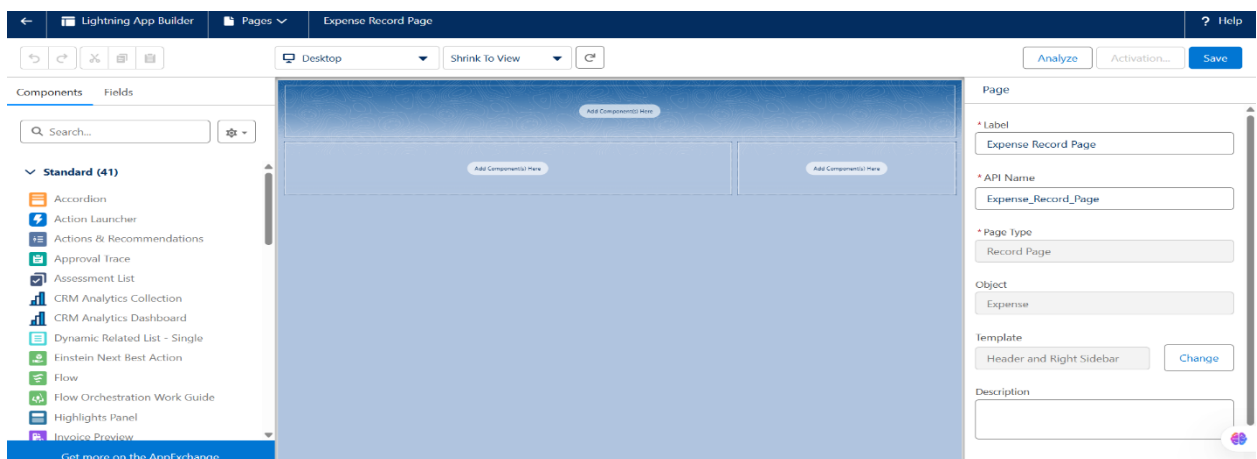 Lightning App Builder
Pages
Expense Record Page
? Help
Desktop
Shrink To View
Analyze
Activation...
Save
Components
Fields
Search...
Standard (41)
Accordion
Action Launcher
Actions & Recommendations
Approval Trace
Assessment List
CRM Analytics Collection
CRM Analytics Dashboard
Dynamic Related List - Single
Einstein Next Best Action
Flow
Flow Orchestration Work Guide
Highlights Panel
Invoice Preview
Get more on the AppExchange
Add Component(s) Here
Add Component(s) Here
Add Component(s) Here
Page
*Label
Expense Record Page
*API Name
Expense_Record_Page
*Page Type
Record Page
Object
Expense
Template
Header and Right Sidebar
Change
Description